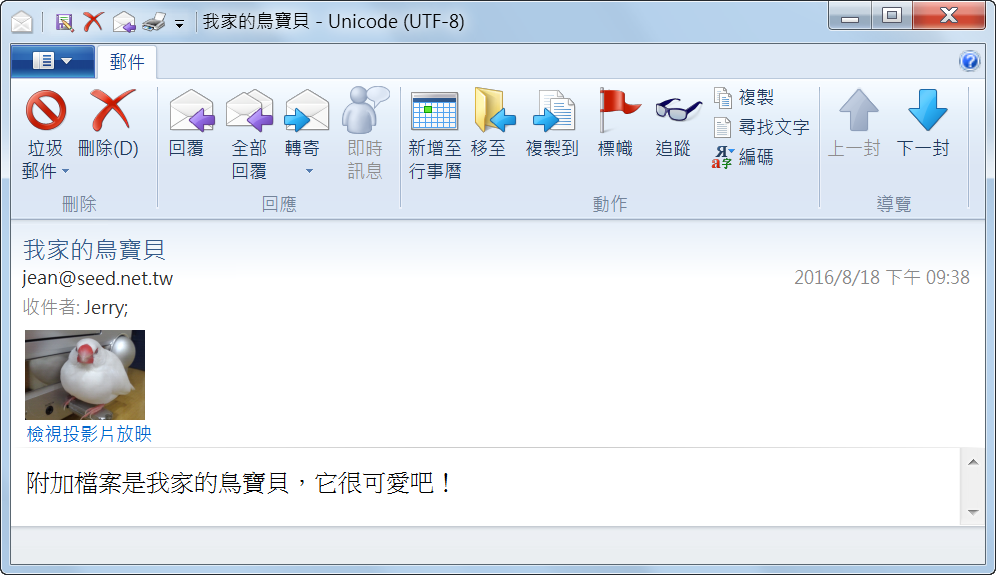 我家的鳥寶貝 - Unicode (UTF-8)
郵件
垃圾郵件
刪除(D)
刪除
回覆
全部回覆
轉寄
即時訊息
回應
新增至行事曆
移至
複製到
標幟
追蹤
複製
尋找文字
編碼
動作
上一封
下一封
導覽
我家的鳥寶貝
jean@seed.net.tw
2016/8/18 下午 09:38
收件者: Jerry;
檢視投影片放映
附加檔案是我家的鳥寶貝，它很可愛吧！